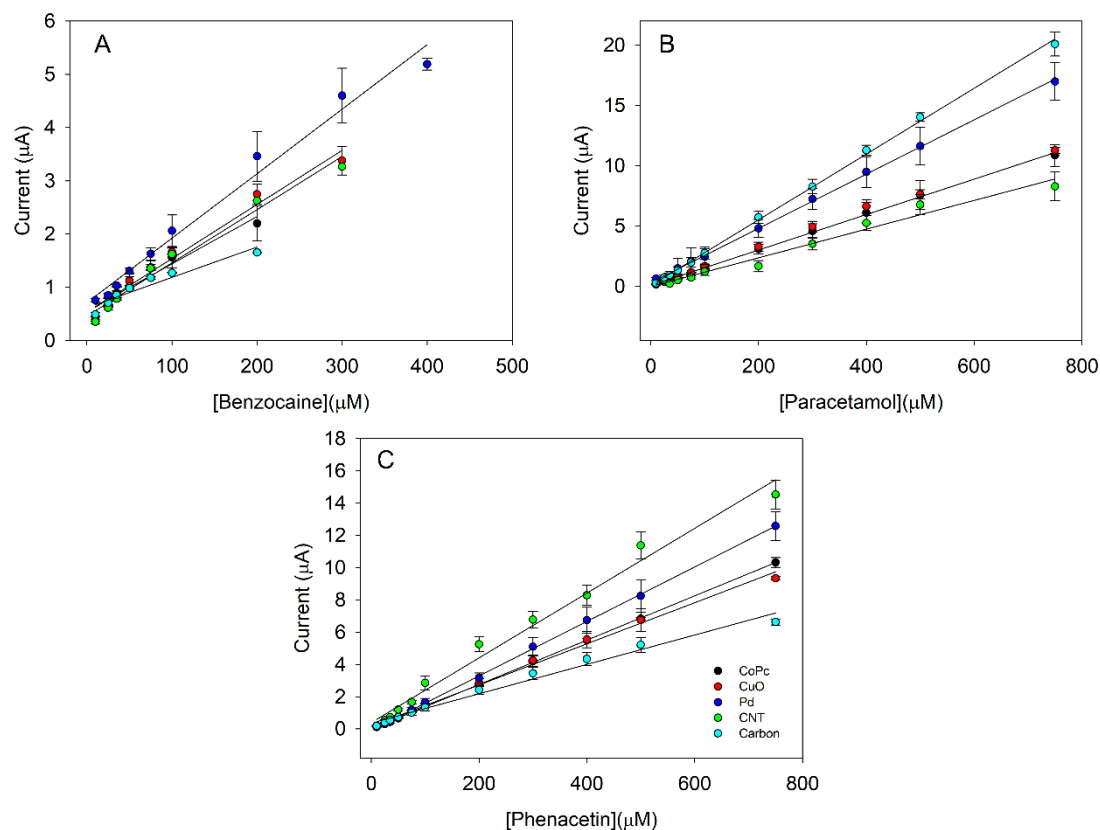 A
Current (μA)
6
5
4
3
2
1
0
0 100 200 300 400 500
[Benzocaine](μM)
B
Current (μA)
20
15
10
5
0
0 200 400 600 800
[Paracetamol](μM)
C
Current (μA)
18
16
14
12
10
8
6
4
2
0
CoPc
CuO
Pd
CNT
Carbon
0 200 400 600 800
[Phenacetin](μM)